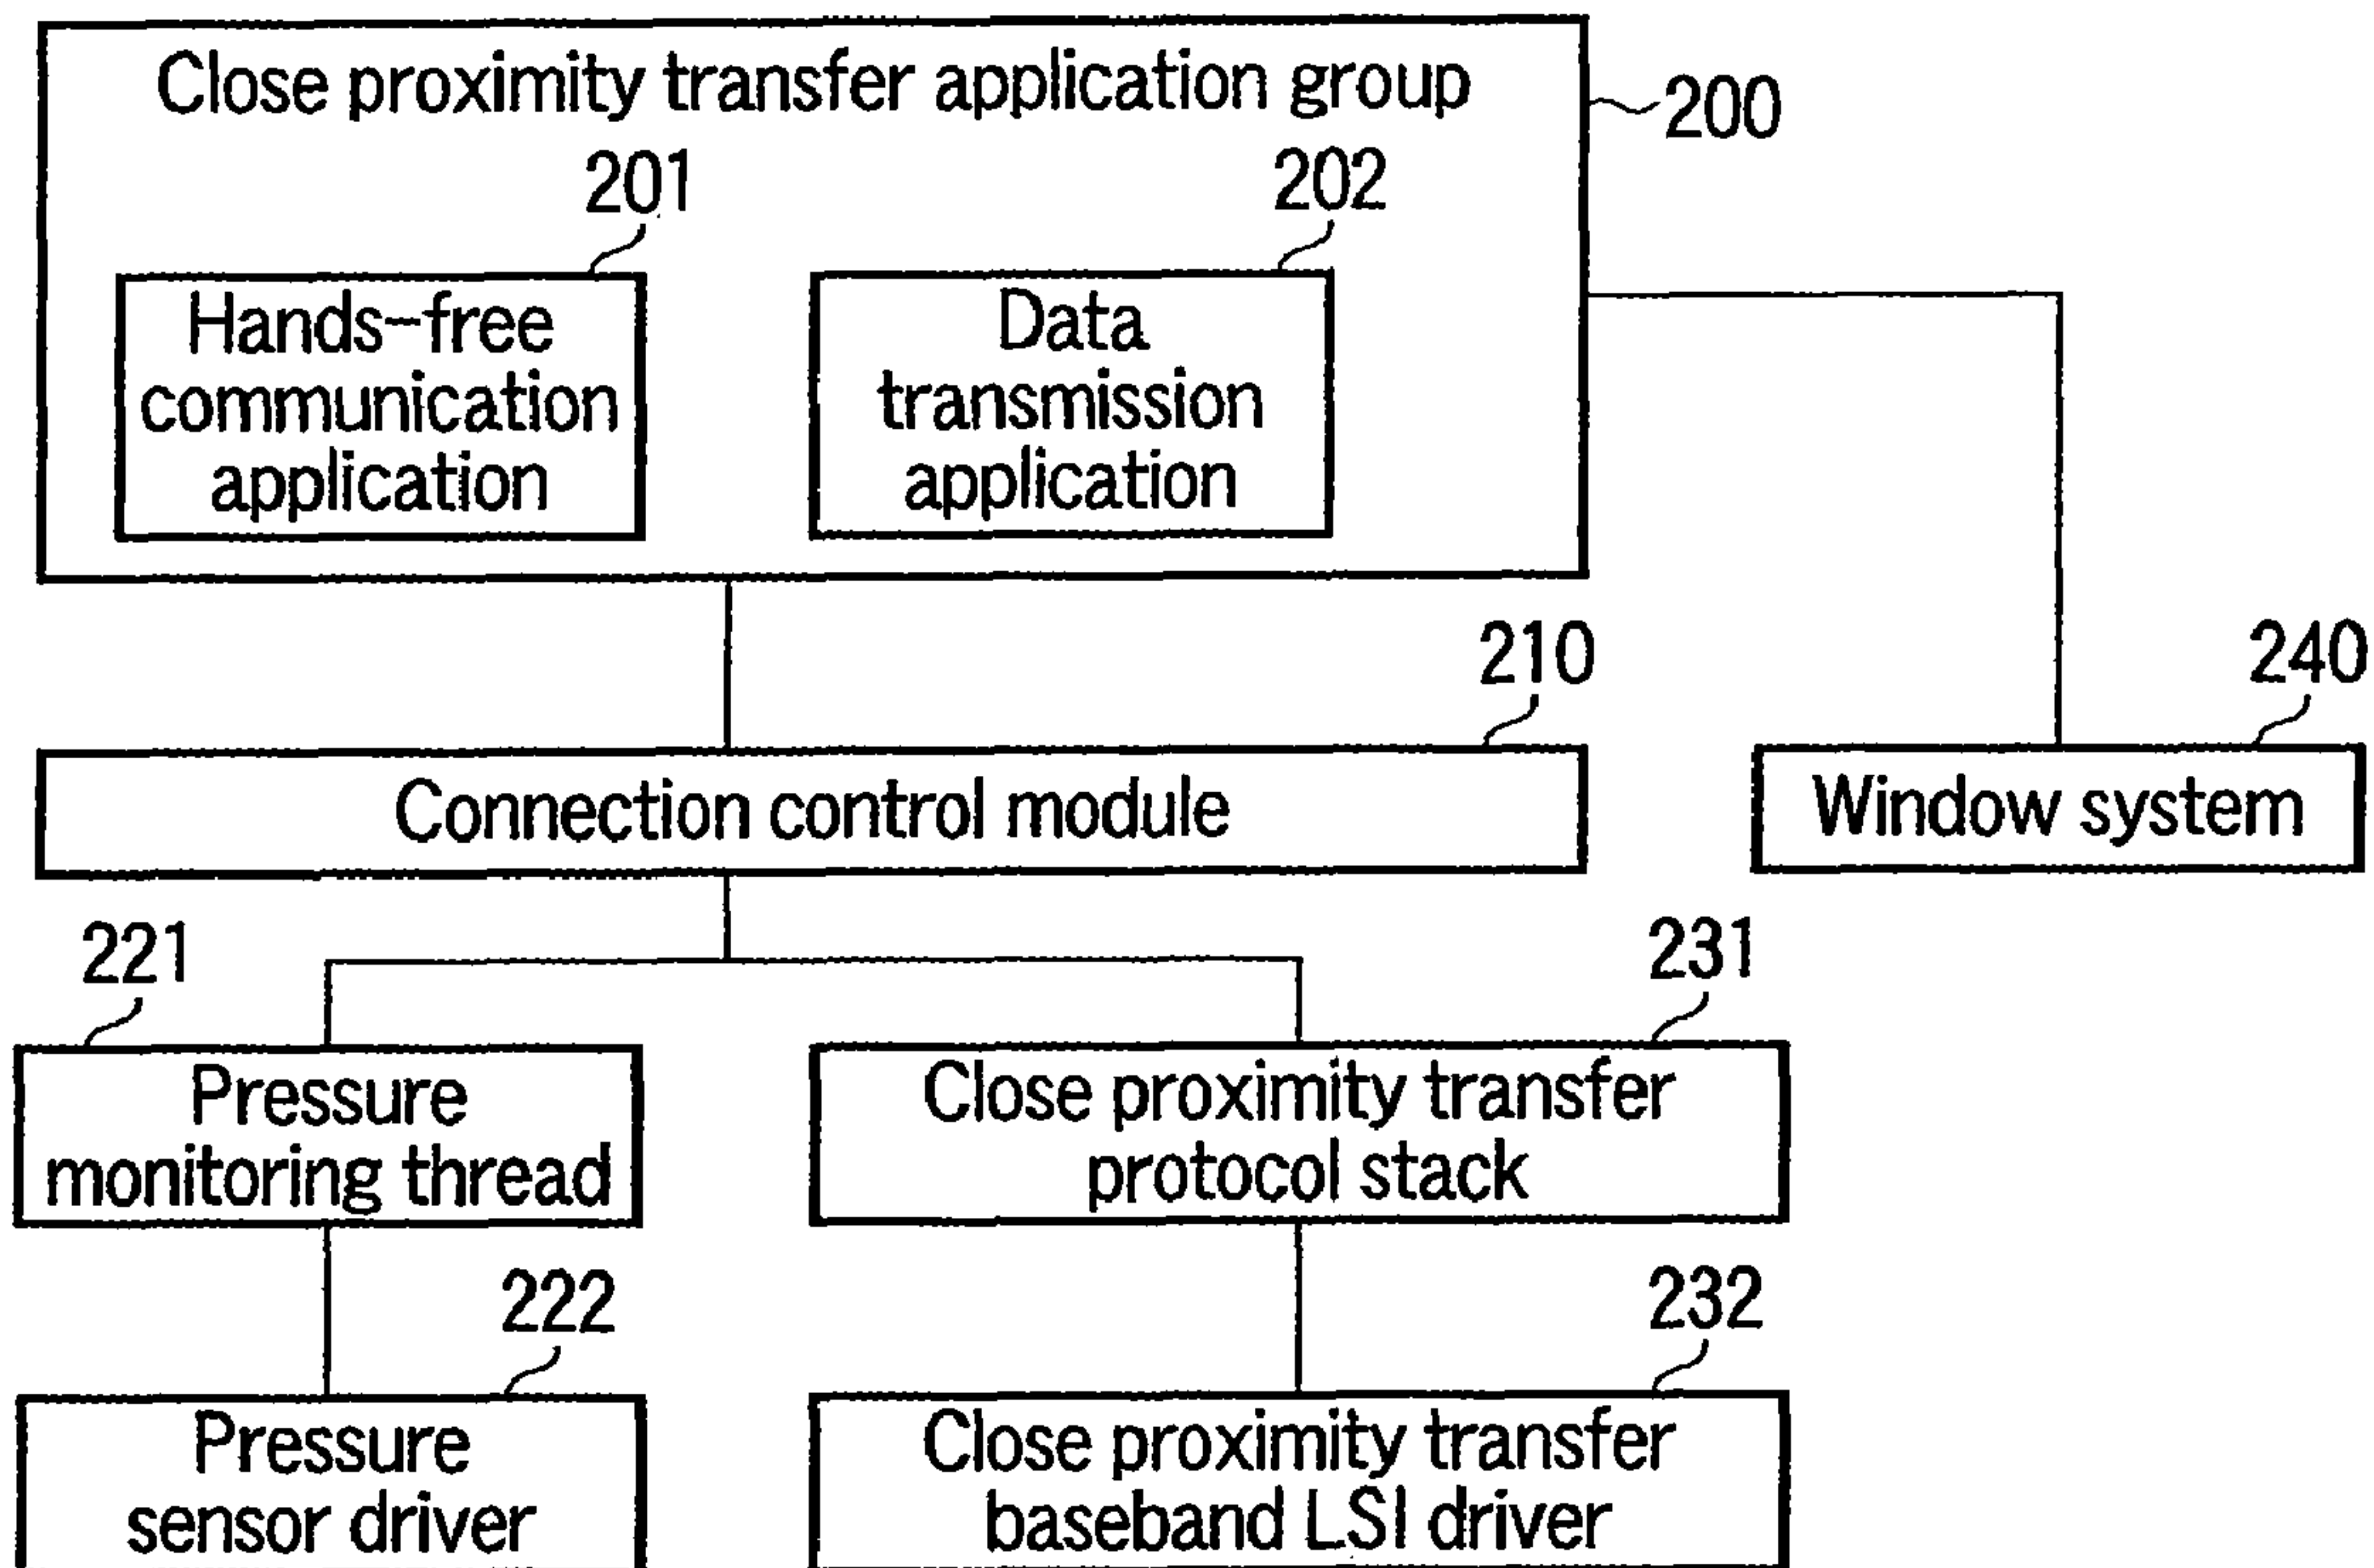 Close proximity transfer application group
200
201
202
Hands-free
communication
application
Data
transmission
application
210
240
Connection control module
Window system
221
231
Pressure
monitoring thread
Close proximity transfer
protocol stack
222
232
Pressure
sensor driver
Close proximity transfer
baseband LSI driver